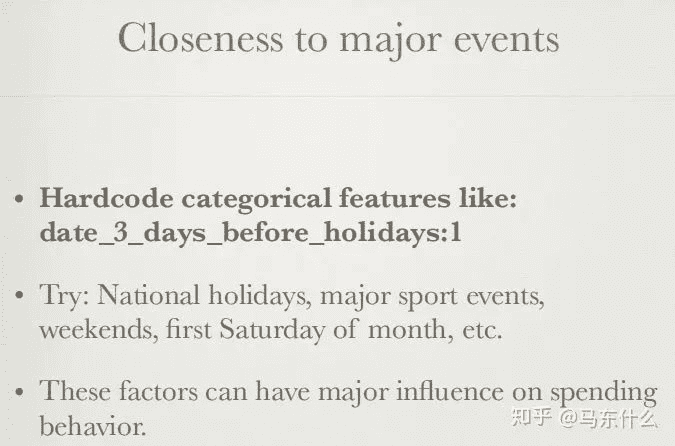 Closeness to major events
• Hardcode categorical features like:
date_3_days_before_holidays:1
• Try: National holidays, major sport events,
weekends, first Saturday of month, etc.
• These factors can have major influence on spending
behavior.
知乎 @马东什么